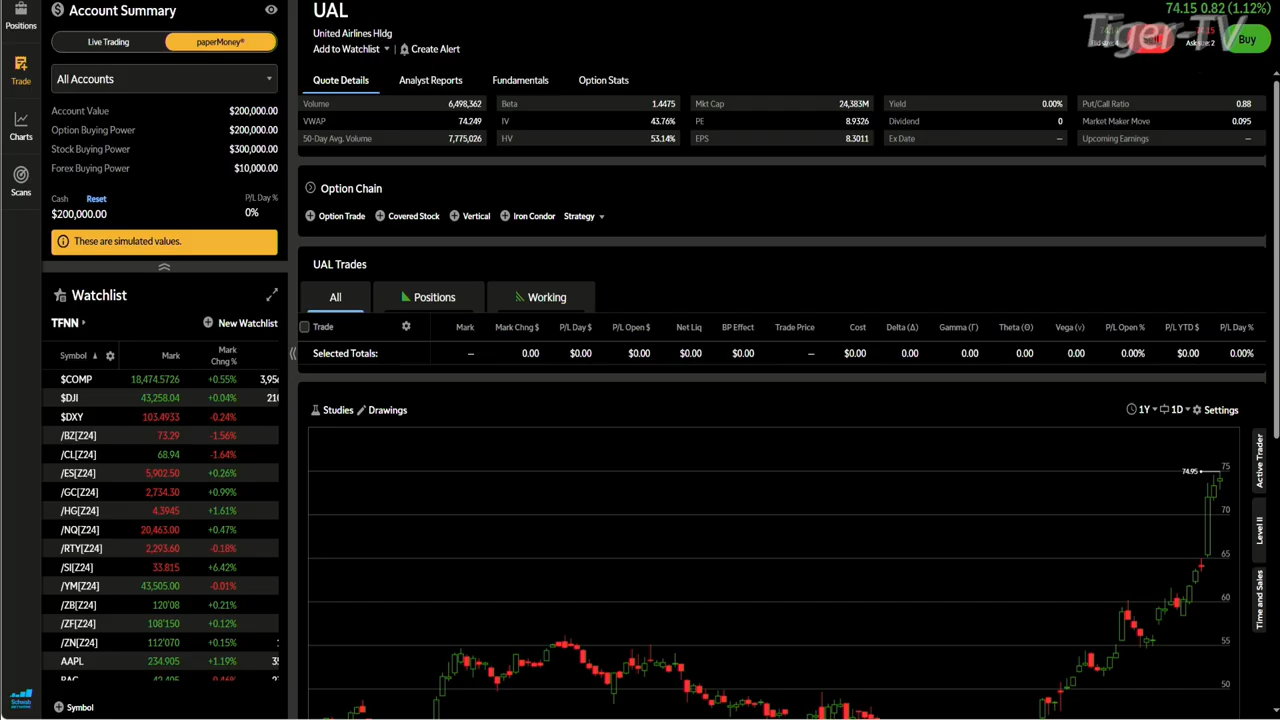 Positions
Trade
Charts
Scans
Schwab
NETWORK
Account Summary
Live Trading
paperMoney®
All Accounts
Account Value $200,000.00
Option Buying Power $200,000.00
Stock Buying Power $300,000.00
Forex Buying Power $10,000.00
Cash Reset P/L Day %
$200,000.00 0%
These are simulated values.
Watchlist
TFNN New Watchlist
Symbol Mark Mark Chng %
$COMP 18,474.5726 +0.55%
$DJI 43,258.04 +0.04%
$DXY 103.4933 -0.24%
/BZ[Z24] 73.29 -1.56%
/CL[Z24] 68.94 -1.64%
/ES[Z24] 5,902.50 +0.26%
/GC[Z24] 2,734.30 +0.99%
/HG[Z24] 4.3945 +1.61%
/NQ[Z24] 20,463.00 +0.47%
/RTY[Z24] 2,293.60 -0.18%
/SI[Z24] 33.815 +6.42%
/YM[Z24] 43,505.00 -0.01%
/ZB[Z24] 120'08 +0.21%
/ZF[Z24] 108'150 +0.12%
/ZN[Z24] 112'070 +0.15%
AAPL 234.905 +1.19%
Symbol
UAL
74.15 0.82 (1.12%)
United Airlines Hldg
Tiger-TV
Ask size: 2
Buy
Add to Watchlist Create Alert
Quote Details Analyst Reports Fundamentals Option Stats
Volume 6,498,362 Beta 1.4475 Mkt Cap 24,383M Yield 0.00% Put/Call Ratio 0.88
VWAP 74.249 IV 43.76% PE 8.9326 Dividend 0 Market Maker Move 0.095
50-Day Avg. Volume 7,775,026 HV 53.14% EPS 8.3011 Ex Date — Upcoming Earnings —
Option Chain
Option Trade Covered Stock Vertical Iron Condor Strategy
UAL Trades
All Positions Working
Trade Mark Mark Chng $ P/L Day $ P/L Open $ Net Liq BP Effect Trade Price Cost Delta (Δ) Gamma (Γ) Theta (Θ) Vega (ν) P/L Open % P/L YTD $ P/L Day %
Selected Totals: — 0.00 $0.00 $0.00 $0.00 $0.00 — $0.00 0.00 0.00 0.00 0.00 0.00% $0.00 0.00%
Studies Drawings 1Y 1D Settings
74.95
75
70
65
60
55
50
Active Trader
Level II
Time and Sales